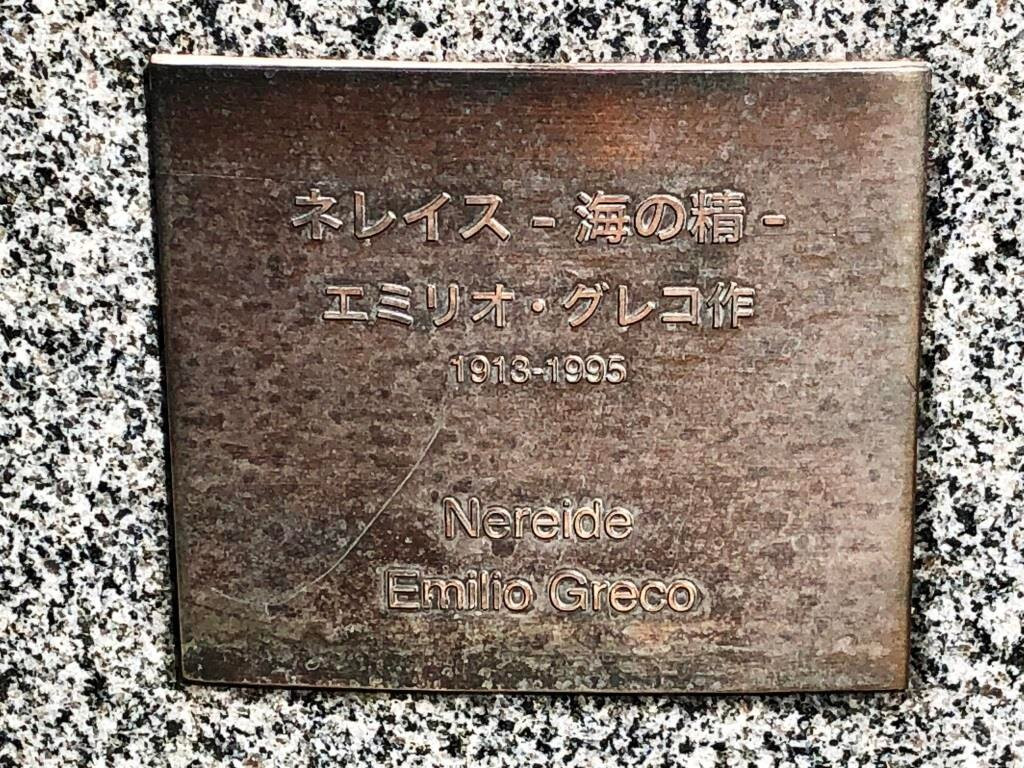 ネレイス - 海の精 -
エミリオ・グレコ作
1913-1995
Nereide
Emilio Greco